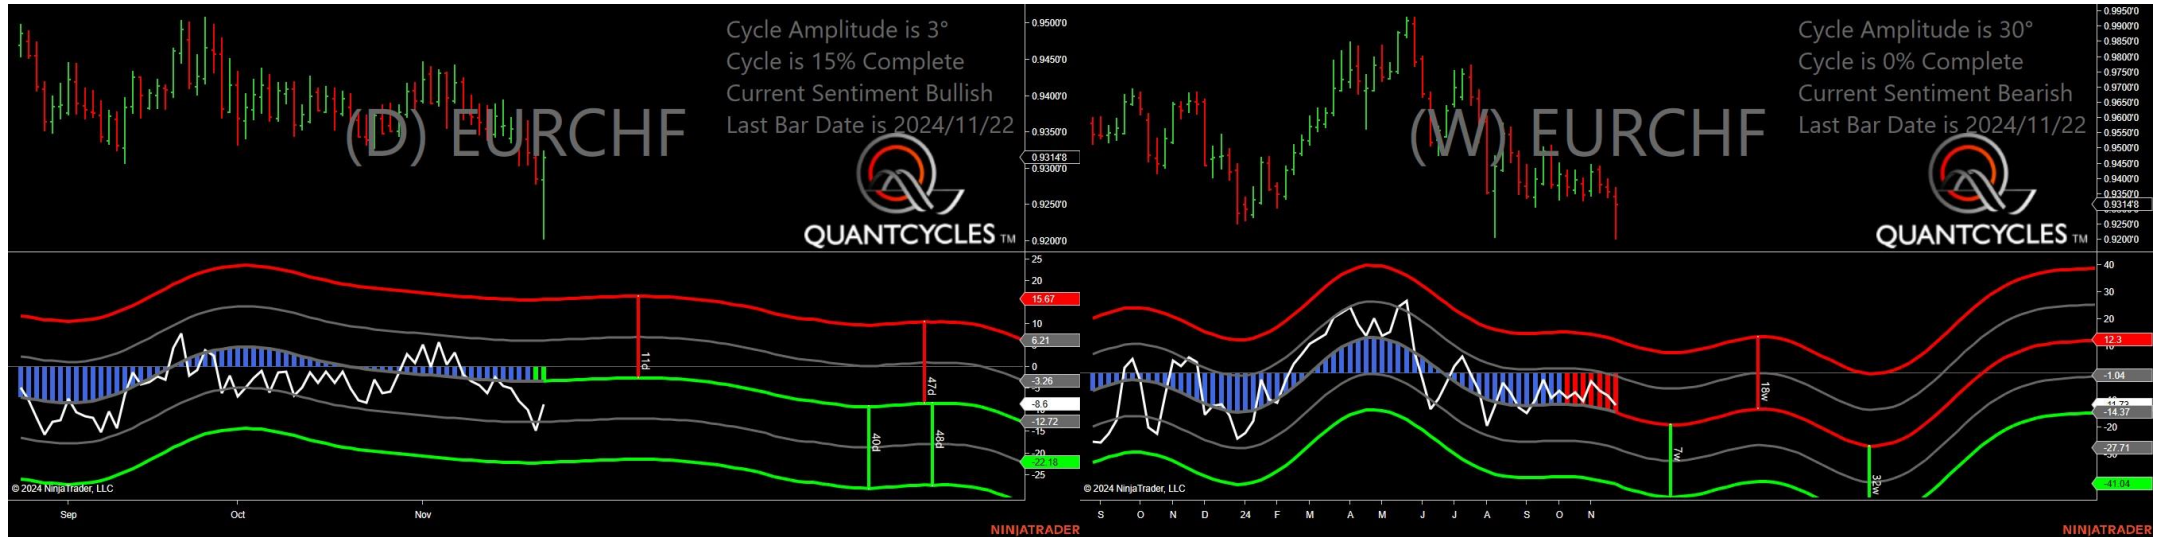 Cycle Amplitude is 3°
Cycle is 15% Complete
Current Sentiment Bullish
Last Bar Date is 2024/11/22
(D) EURCHF
QUANTCYCLES TM
0.9500'0
0.9450'0
0.9400'0
0.9350'0
0.9314'8
0.9300'0
0.9250'0
0.9200'0
25
20
15.67
10
6.21
0
-3.26
-8.6
-12.72
-15
-22.18
-25
11d
47d
40d
48d
© 2024 NinjaTrader, LLC
Sep Oct Nov
NINJATRADER
Cycle Amplitude is 30°
Cycle is 0% Complete
Current Sentiment Bearish
Last Bar Date is 2024/11/22
(W) EURCHF
QUANTCYCLES TM
0.9950'0
0.9900'0
0.9850'0
0.9800'0
0.9750'0
0.9700'0
0.9650'0
0.9600'0
0.9550'0
0.9500'0
0.9450'0
0.9400'0
0.9350'0
0.9314'8
0.9250'0
0.9200'0
40
30
20
12.3
-1.04
-14.37
-20
-27.71
-41.04
18w
7w
32w
© 2024 NinjaTrader, LLC
S O N D 24 F M A M J J A S O N
NINJATRADER